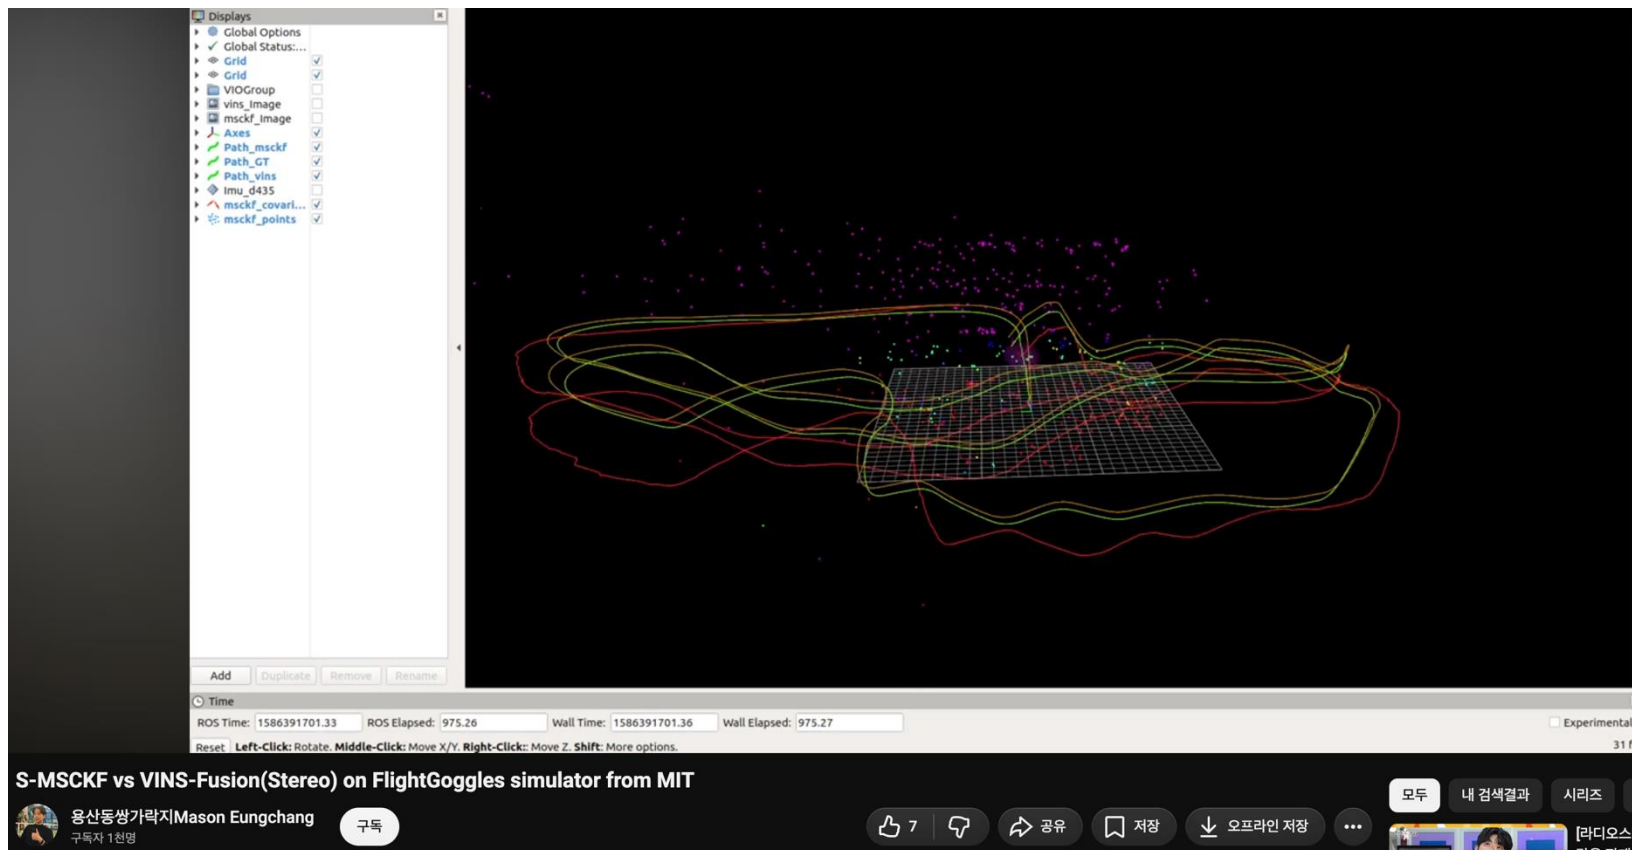 Displays
Global Options
Global Status:...
Grid
Grid
VIOGroup
vins_Image
msckf_Image
Axes
Path_msckf
Path_GT
Path_vins
Imu_d435
msckf_covari...
msckf_points
Add Duplicate Remove Rename
Time
ROS Time: 1586391701.33 ROS Elapsed: 975.26 Wall Time: 1586391701.36 Wall Elapsed: 975.27 Experimental
Reset Left-Click: Rotate. Middle-Click: Move X/Y. Right-Click:: Move Z. Shift: More options. 31 f
S-MSCKF vs VINS-Fusion(Stereo) on FlightGoggles simulator from MIT
용산동쌍가락지Mason Eungchang
구독자 1천명
구독
7 공유 저장 오프라인 저장
모두 내 검색결과 시리즈
[라디오스